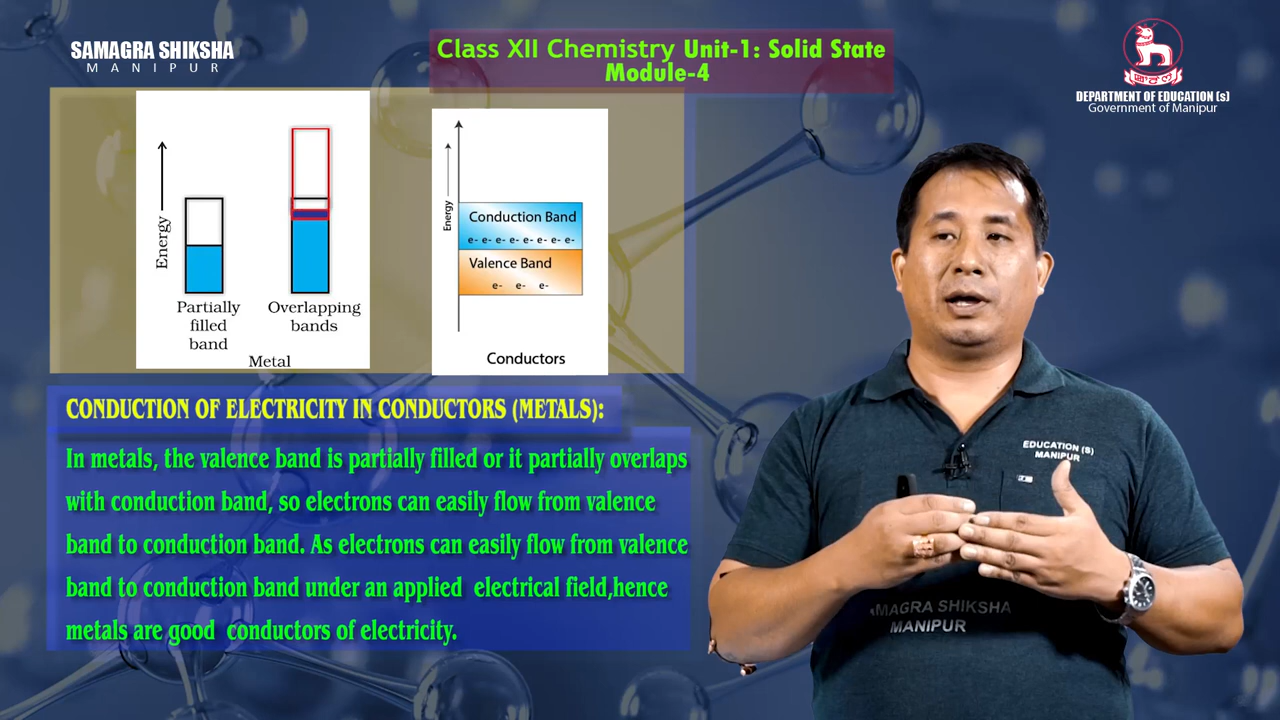 SAMAGRA SHIKSHA
MANIPUR
Class XII Chemistry Unit-1: Solid State
Module-4
DEPARTMENT OF EDUCATION (S)
Government of Manipur
Energy
Partially
filled
band
Overlapping
bands
Metal
Energy
Conduction Band
e- e- e- e- e- e- e- e-
Valence Band
e- e- e-
Conductors
CONDUCTION OF ELECTRICITY IN CONDUCTORS (METALS):
In metals, the valence band is partially filled or it partially overlaps
with conduction band, so electrons can easily flow from valence
band to conduction band. As electrons can easily flow from valence
band to conduction band under an applied electrical field,hence
metals are good conductors of electricity.
EDUCATION (S)
MANIPUR
SHIKSHA
MANIPUR